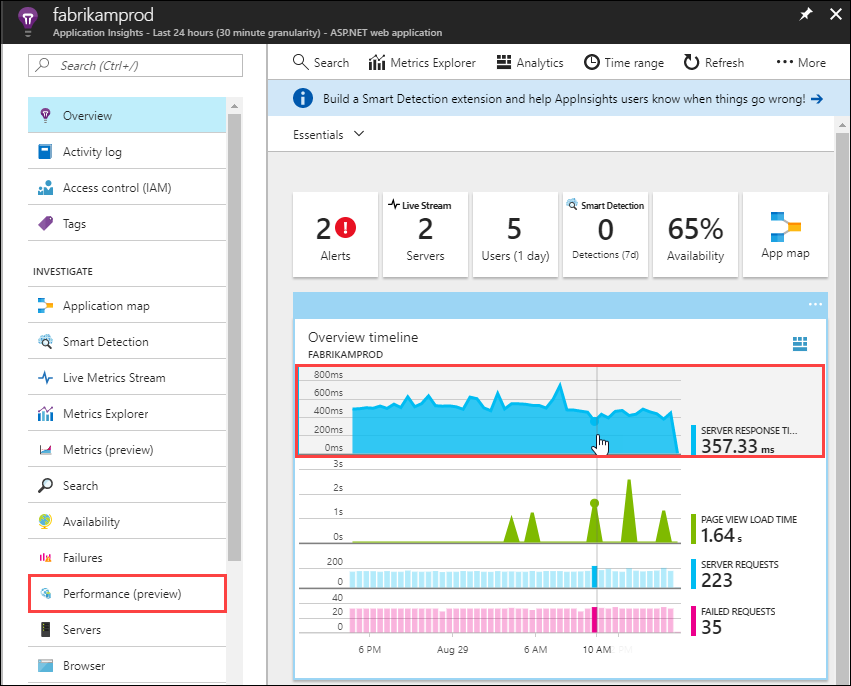 fabrikamprod
Application Insights - Last 24 hours (30 minute granularity) - ASP.NET web application
Search (Ctrl+/)
Overview
Activity log
Access control (IAM)
Tags
INVESTIGATE
Application map
Smart Detection
Live Metrics Stream
Metrics Explorer
Metrics (preview)
Search
Availability
Failures
Performance (preview)
Servers
Browser
Search Metrics Explorer Analytics Time range Refresh ••• More
Build a Smart Detection extension and help AppInsights users know when things go wrong! →
Essentials
2 !
Alerts
Live Stream
2
Servers
5
Users (1 day)
Smart Detection
0
Detections (7d)
65%
Availability
App map
Overview timeline
FABRIKAMPROD
800ms
600ms
400ms
200ms
0ms
SERVER RESPONSE TI...
357.33 ms
3s
2s
1s
0s
PAGE VIEW LOAD TIME
1.64 s
200
0
SERVER REQUESTS
223
40
20
0
FAILED REQUESTS
35
6 PM Aug 29 6 AM 10 AM PM